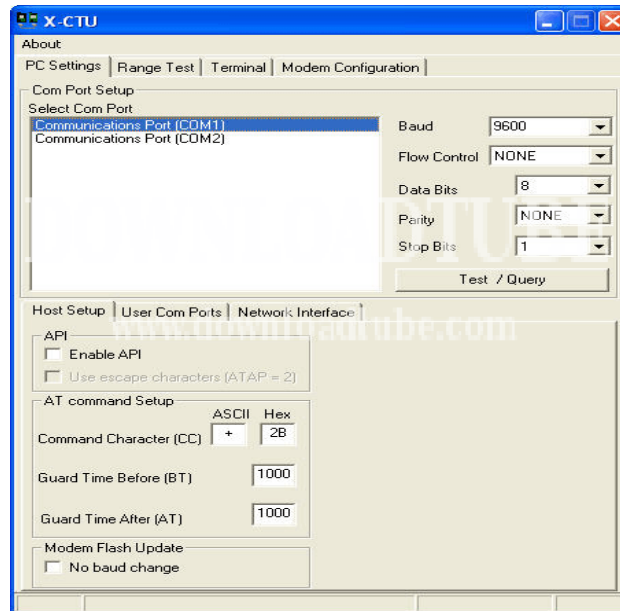 X-CTU
About
PC Settings Range Test Terminal Modem Configuration
Com Port Setup
Select Com Port
Communications Port (COM1)
Communications Port (COM2)
Baud 9600
Flow Control NONE
Data Bits 8
Parity NONE
Stop Bits 1
Test / Query
DOWNLOADTUBE
www.downloadtube.com
Host Setup User Com Ports Network Interface
API
Enable API
Use escape characters (ATAP = 2)
AT command Setup
ASCII Hex
Command Character (CC) + 2B
Guard Time Before (BT) 1000
Guard Time After (AT) 1000
Modem Flash Update
No baud change